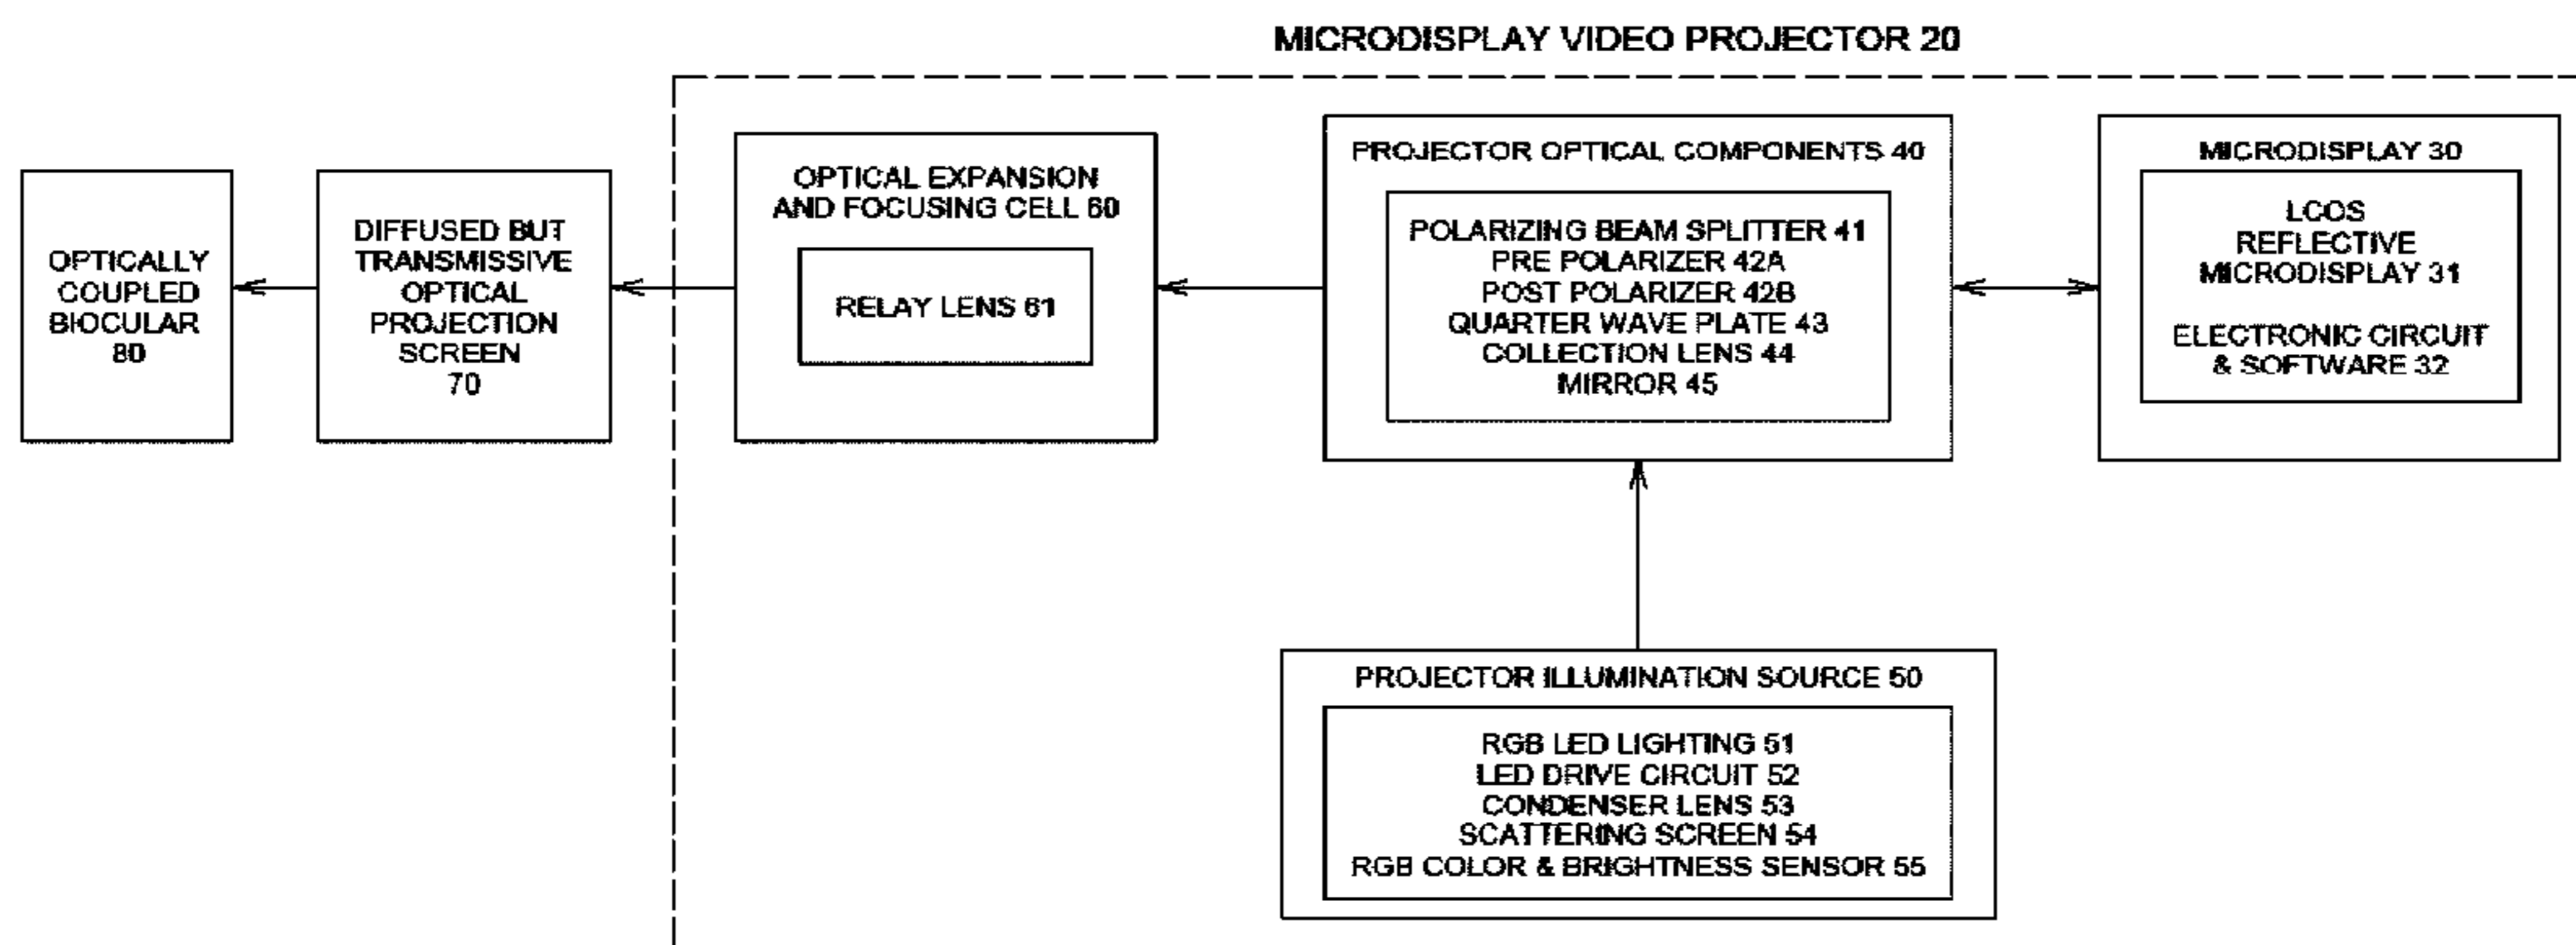 MICRODISPLAY VIDEO PROJECTOR 20
OPTICALLY
COUPLED
BIOCULAR
80
DIFFUSED BUT
TRANSMISSIVE
OPTICAL
PROJECTION
SCREEN
70
OPTICAL EXPANSION
AND FOCUSING CELL 60
RELAY LENS 61
PROJECTOR OPTICAL COMPONENTS 40
POLARIZING BEAM SPLITTER 41
PRE POLARIZER 42A
POST POLARIZER 42B
QUARTER WAVE PLATE 43
COLLECTION LENS 44
MIRROR 45
MICRODISPLAY 30
LCOS
REFLECTIVE
MICRODISPLAY 31
ELECTRONIC CIRCUIT
& SOFTWARE 32
PROJECTOR ILLUMINATION SOURCE 50
RGB LED LIGHTING 51
LED DRIVE CIRCUIT 52
CONDENSER LENS 53
SCATTERING SCREEN 54
RGB COLOR & BRIGHTNESS SENSOR 55